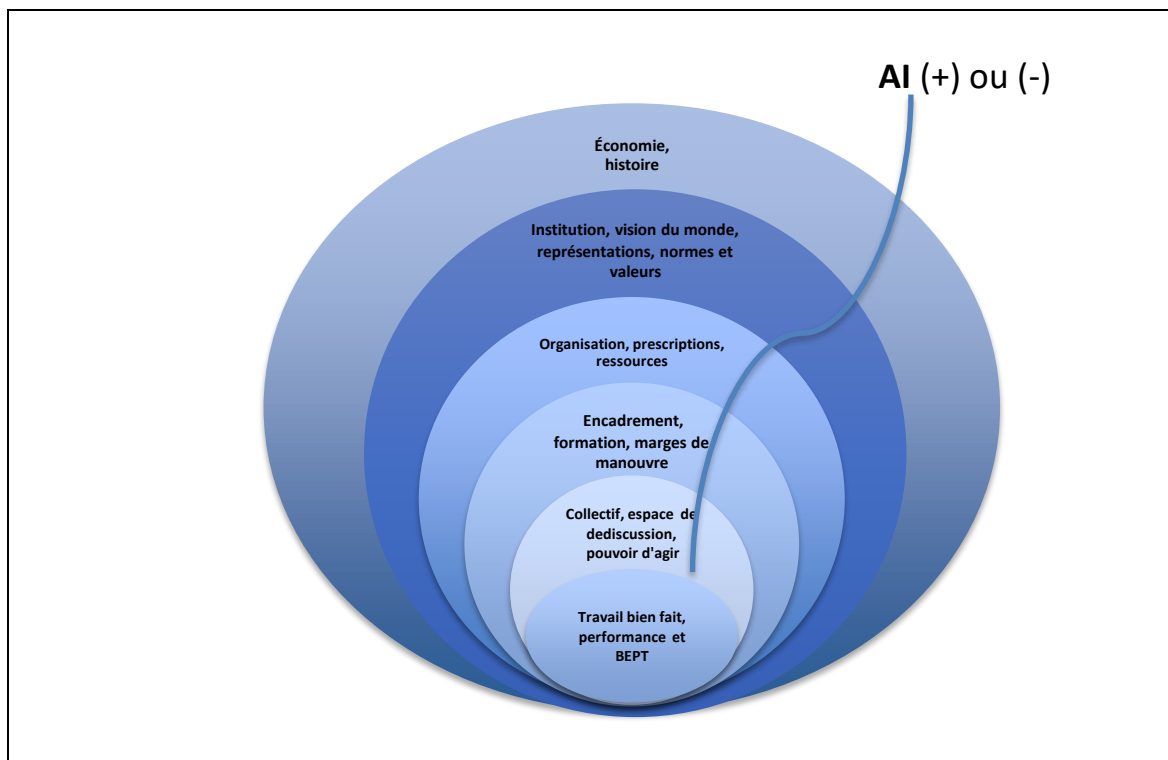 AI (+) ou (-)
Économie,
histoire
Institution, vision du monde,
représentations, normes et
valeurs
Organisation, prescriptions,
ressources
Encadrement,
formation, marges de
manouvre
Collectif, espace de
dediscussion,
pouvoir d'agir
Travail bien fait,
performance et
BEPT